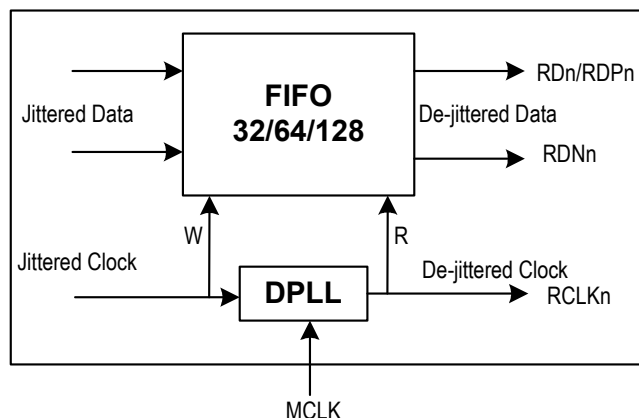 RDn/RDPn
FIFO
32/64/128
Jittered Data
De-jittered Data
RDNn
W
R
Jittered Clock
De-jittered Clock
DPLL
RCLKn
MCLK